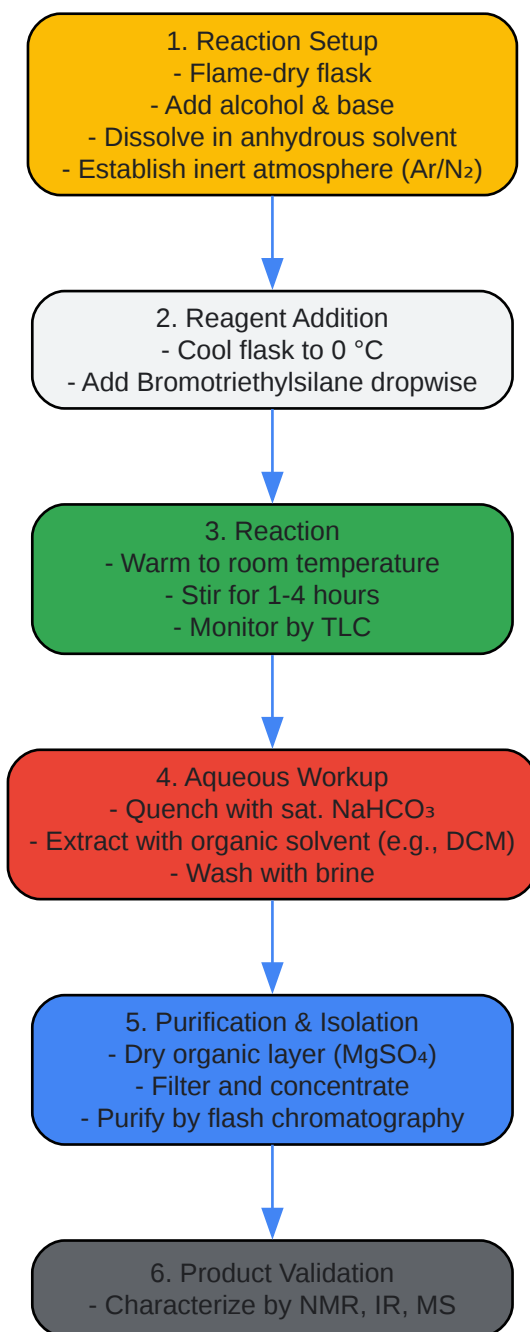 1. Reaction Setup
- Flame-dry flask
- Add alcohol & base
- Dissolve in anhydrous solvent
- Establish inert atmosphere (Ar/N₂)
2. Reagent Addition
- Cool flask to 0 °C
- Add Bromotriethylsilane dropwise
3. Reaction
- Warm to room temperature
- Stir for 1-4 hours
- Monitor by TLC
4. Aqueous Workup
- Quench with sat. NaHCO₃
- Extract with organic solvent (e.g., DCM)
- Wash with brine
5. Purification & Isolation
- Dry organic layer (MgSO₄)
- Filter and concentrate
- Purify by flash chromatography
6. Product Validation
- Characterize by NMR, IR, MS